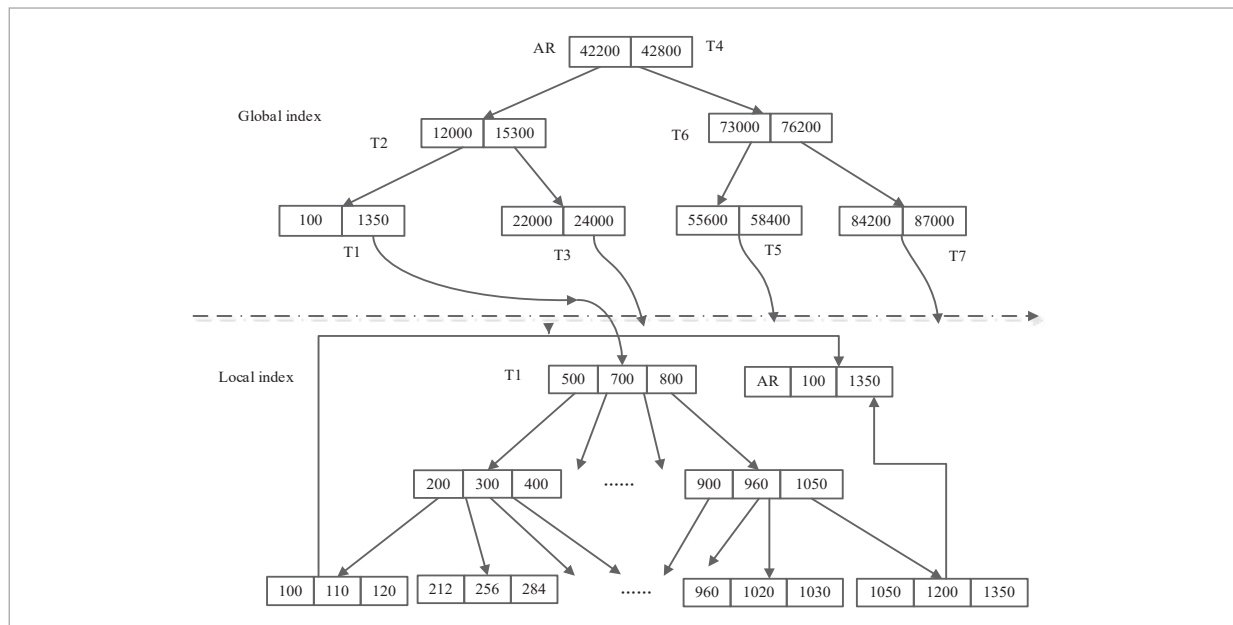 AR 42200 42800 T4
Global index
12000 15300
T2
73000 76200
T6
100 1350
T1
22000 24000
T3
55600 58400
T5
84200 87000
T7
Local index
T1 500 700 800
AR 100 1350
200 300 400
......
900 960 1050
100 110 120
212 256 284
......
960 1020 1030
1050 1200 1350